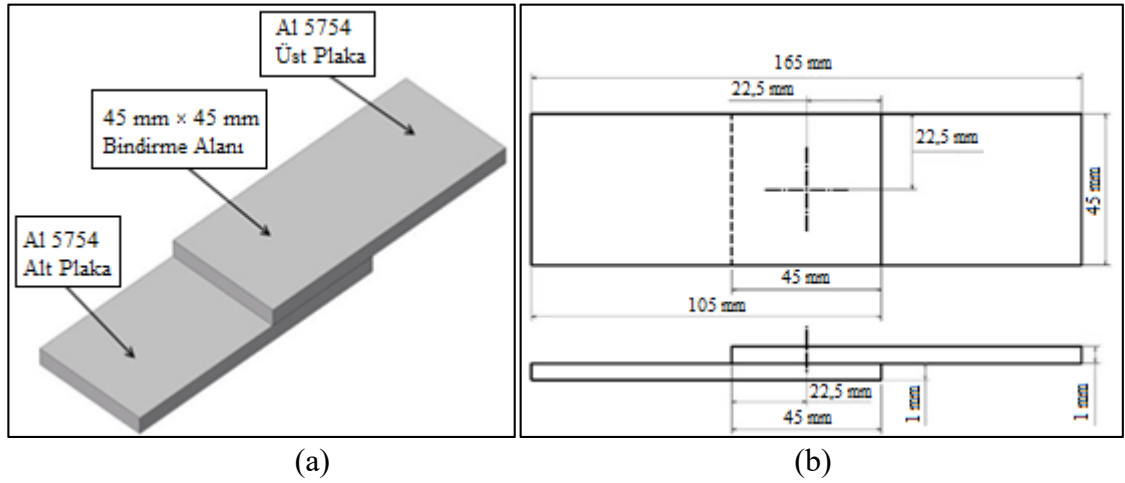 Al 5754
Üst Plaka
45 mm × 45 mm
Bindirme Alanı
Al 5754
Alt Plaka
(a)
165 mm
22,5 mm
22,5 mm
45 mm
45 mm
105 mm
22,5 mm
45 mm
1 mm
1 mm
(b)